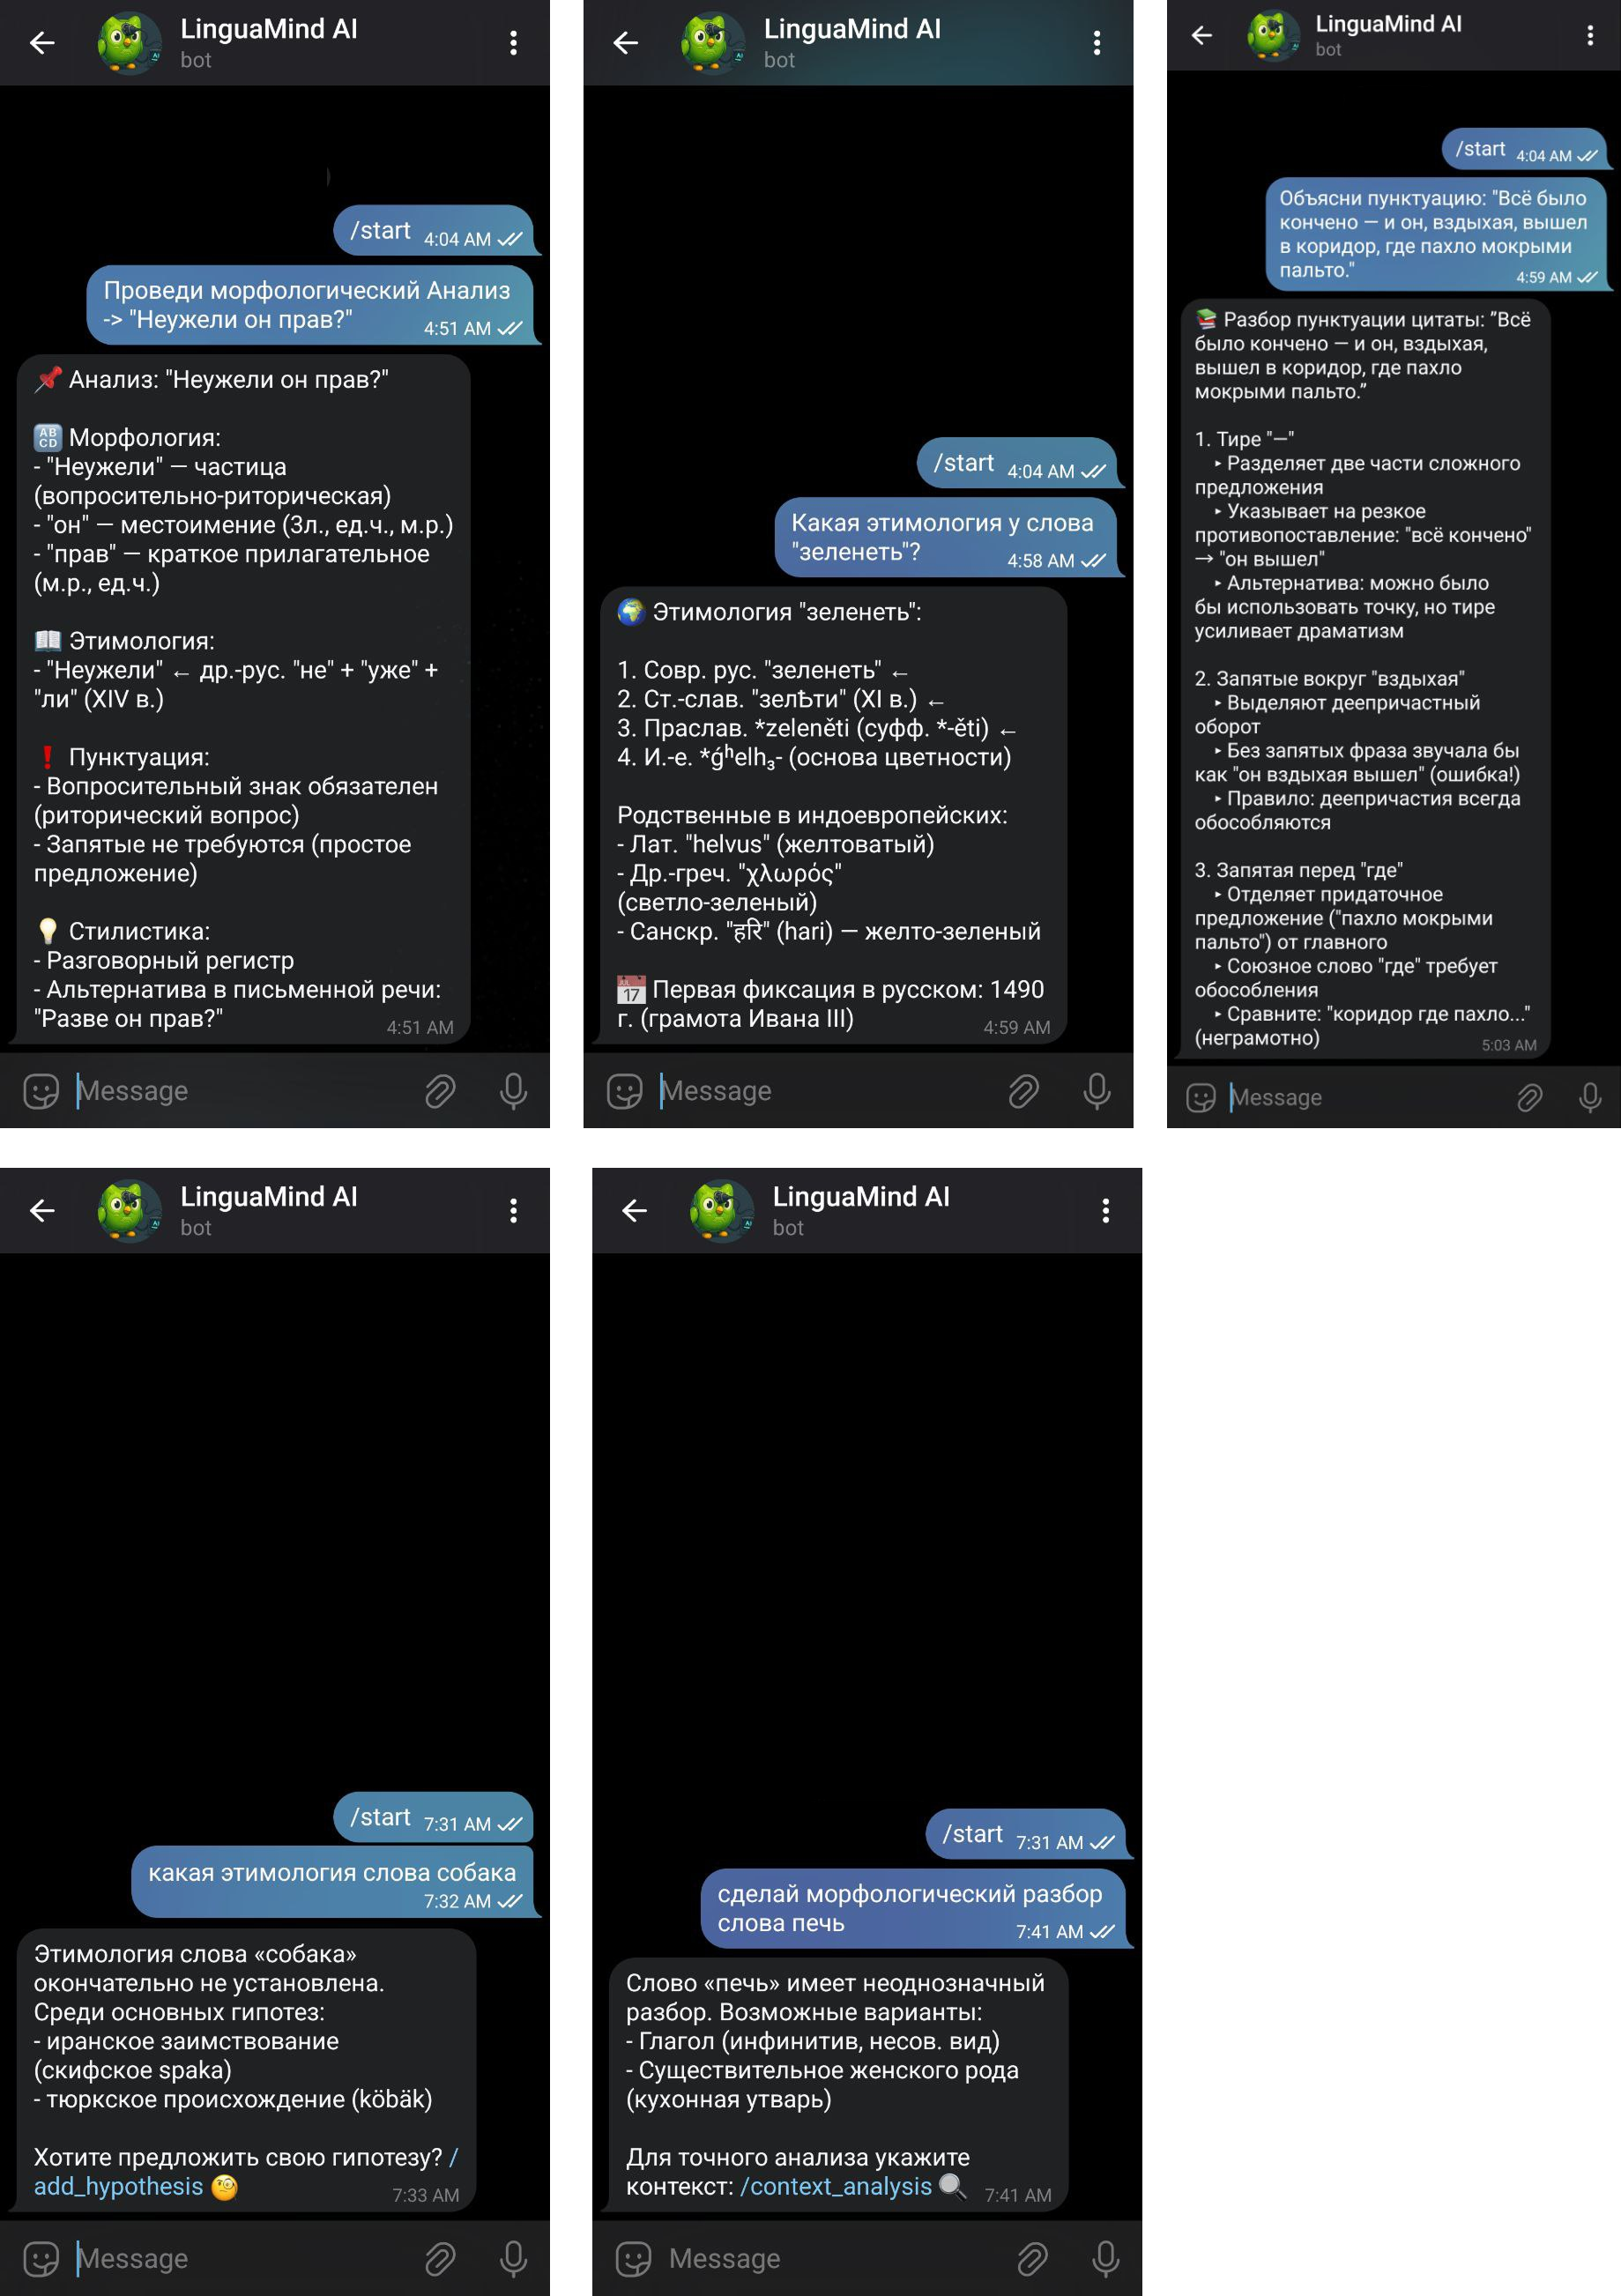 LinguaMind AI
bot
/start 4:04 AM
Проведи морфологический Анализ
-> "Неужели он прав?"
4:51 AM
📌 Анализ: "Неужели он прав?"
🔠 Морфология:
- "Неужели" — частица
(вопросительно-риторическая)
- "он" — местоимение (3л., ед.ч., м.р.)
- "прав" — краткое прилагательное
(м.р., ед.ч.)
📖 Этимология:
- "Неужели" ← др.-рус. "не" + "уже" +
"ли" (XIV в.)
❗ Пунктуация:
- Вопросительный знак обязателен
(риторический вопрос)
- Запятые не требуются (простое
предложение)
💡 Стилистика:
- Разговорный регистр
- Альтернатива в письменной речи:
"Разве он прав?"
4:51 AM
Message
LinguaMind AI
bot
/start 4:04 AM
Какая этимология у слова
"зеленеть"?
4:58 AM
🌍 Этимология "зеленеть":
1. Совр. рус. "зеленеть" ←
2. Ст.-слав. "зелѢти" (XI в.) ←
3. Праслав. *zeleněti (суфф. *-ěti) ←
4. И.-е. *ǵʰelh₃- (основа цветности)
Родственные в индоевропейских:
- Лат. "helvus" (желтоватый)
- Др.-греч. "χλωρός"
(светло-зеленый)
- Санскр. "हरि" (hari) — желто-зеленый
📅 Первая фиксация в русском: 1490
г. (грамота Ивана III)
4:59 AM
Message
LinguaMind AI
bot
/start 4:04 AM
Объясни пунктуацию: "Всё было
кончено — и он, вздыхая, вышел
в коридор, где пахло мокрыми
пальто."
4:59 AM
📚 Разбор пунктуации цитаты: "Всё
было кончено — и он, вздыхая,
вышел в коридор, где пахло
мокрыми пальто."
1. Тире "—"
‣ Разделяет две части сложного
предложения
‣ Указывает на резкое
противопоставление: "всё кончено"
→ "он вышел"
‣ Альтернатива: можно было
бы использовать точку, но тире
усиливает драматизм
2. Запятые вокруг "вздыхая"
‣ Выделяют деепричастный
оборот
‣ Без запятых фраза звучала бы
как "он вздыхая вышел" (ошибка!)
‣ Правило: деепричастия всегда
обособляются
3. Запятая перед "где"
‣ Отделяет придаточное
предложение ("пахло мокрыми
пальто") от главного
‣ Союзное слово "где" требует
обособления
‣ Сравните: "коридор где пахло..."
(неграмотно)
5:03 AM
Message
LinguaMind AI
bot
/start 7:31 AM
какая этимология слова собака
7:32 AM
Этимология слова «собака»
окончательно не установлена.
Среди основных гипотез:
- иранское заимствование
(скифское spaka)
- тюркское происхождение (köbäk)
Хотите предложить свою гипотезу? /
add_hypothesis 🧐
7:33 AM
Message
LinguaMind AI
bot
/start 7:31 AM
сделай морфологический разбор
слова печь
7:41 AM
Слово «печь» имеет неоднозначный
разбор. Возможные варианты:
- Глагол (инфинитив, несов. вид)
- Существительное женского рода
(кухонная утварь)
Для точного анализа укажите
контекст: /context_analysis 🔍
7:41 AM
Message